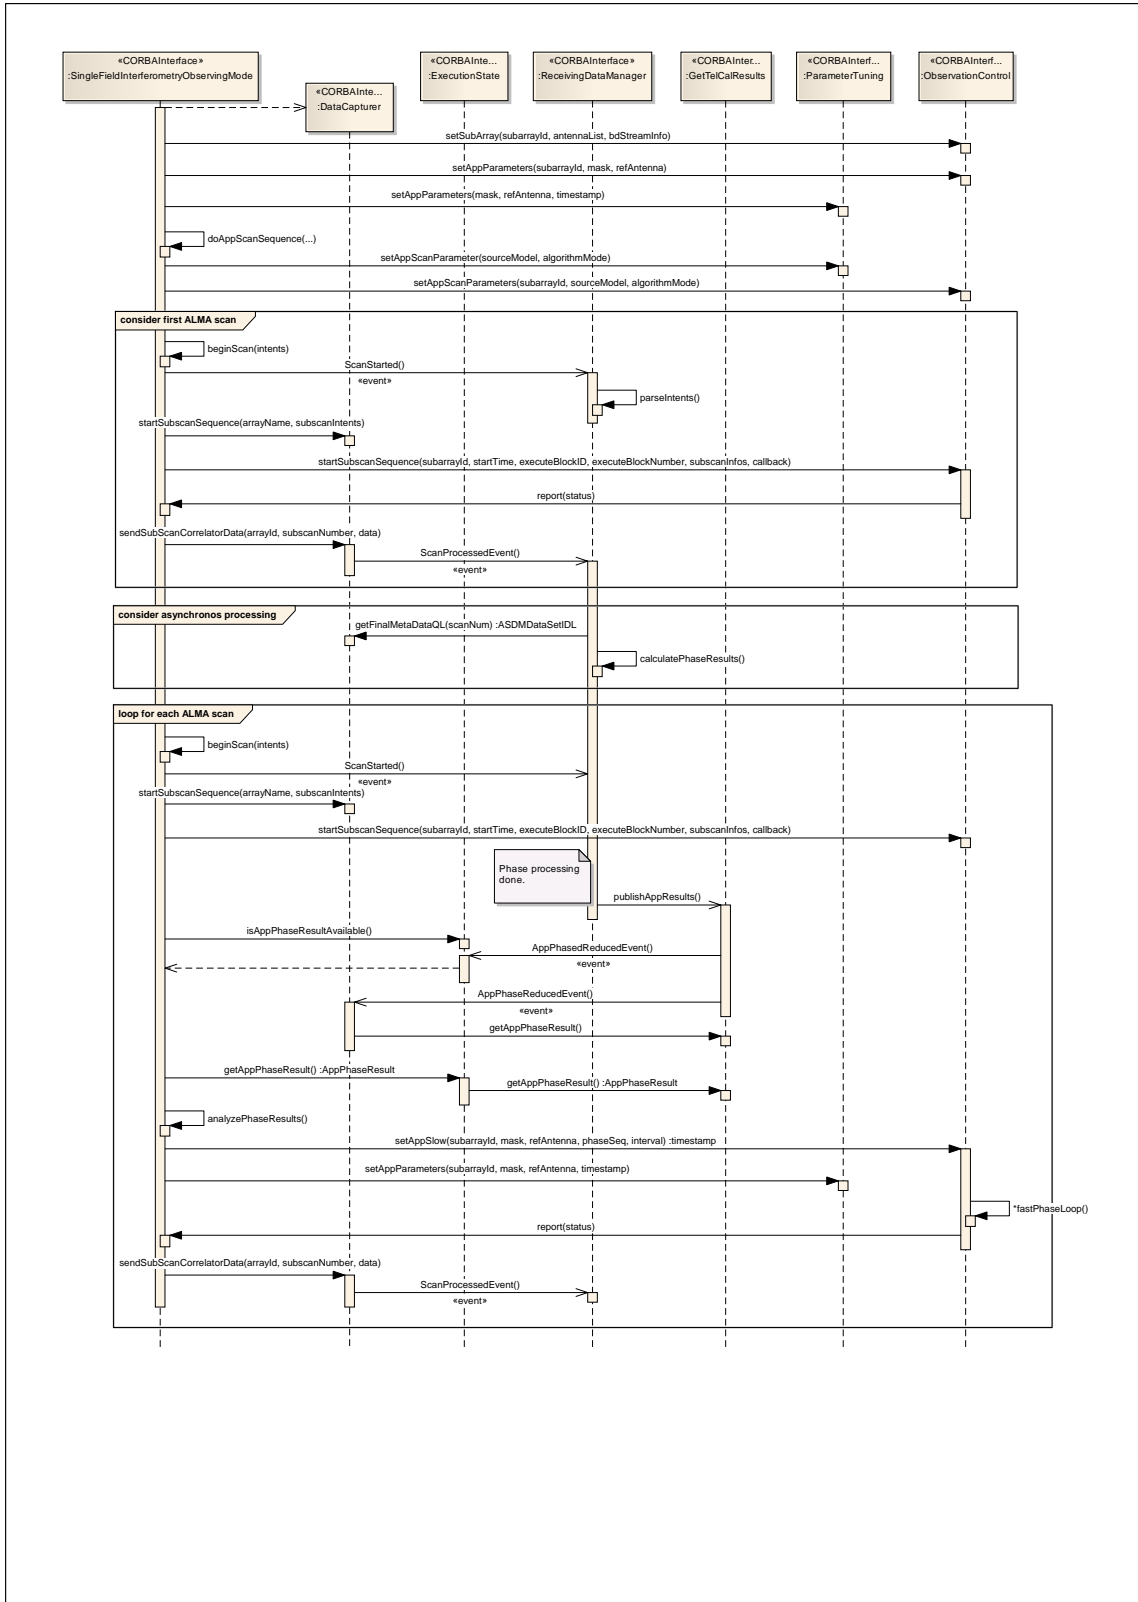 «CORBAInterface»
:SingleFieldInterferometryObservingMode
«CORBAInte...
:DataCapturer
«CORBAInte...
:ExecutionState
«CORBAInterface»
:ReceivingDataManager
«CORBAInter...
:GetTelCalResults
«CORBAInterf...
:ParameterTuning
«CORBAInterf...
:ObservationControl
setSubArray(subarrayId, antennaList, bdStreamInfo)
setAppParameters(subarrayId, mask, refAntenna)
setAppParameters(mask, refAntenna, timestamp)
doAppScanSequence(...)
setAppScanParameter(sourceModel, algorithmMode)
setAppScanParameters(subarrayId, sourceModel, algorithmMode)
consider first ALMA scan
beginScan(intents)
ScanStarted()
«event»
parseIntents()
startSubscanSequence(arrayName, subscanIntents)
startSubscanSequence(subarrayId, startTime, executeBlockID, executeBlockNumber, subscanInfos, callback)
report(status)
sendSubScanCorrelatorData(arrayId, subscanNumber, data)
ScanProcessedEvent()
«event»
consider asynchronos processing
getFinalMetaDataQL(scanNum) :ASDMDataSetIDL
calculatePhaseResults()
loop for each ALMA scan
beginScan(intents)
ScanStarted()
«event»
startSubscanSequence(arrayName, subscanIntents)
startSubscanSequence(subarrayId, startTime, executeBlockID, executeBlockNumber, subscanInfos, callback)
Phase processing
done.
publishAppResults()
isAppPhaseResultAvailable()
AppPhasedReducedEvent()
«event»
AppPhaseReducedEvent()
«event»
getAppPhaseResult()
getAppPhaseResult() :AppPhaseResult
getAppPhaseResult() :AppPhaseResult
analyzePhaseResults()
setAppSlow(subarrayId, mask, refAntenna, phaseSeq, interval) :timestamp
setAppParameters(subarrayId, mask, refAntenna, timestamp)
*fastPhaseLoop()
report(status)
sendSubScanCorrelatorData(arrayId, subscanNumber, data)
ScanProcessedEvent()
«event»